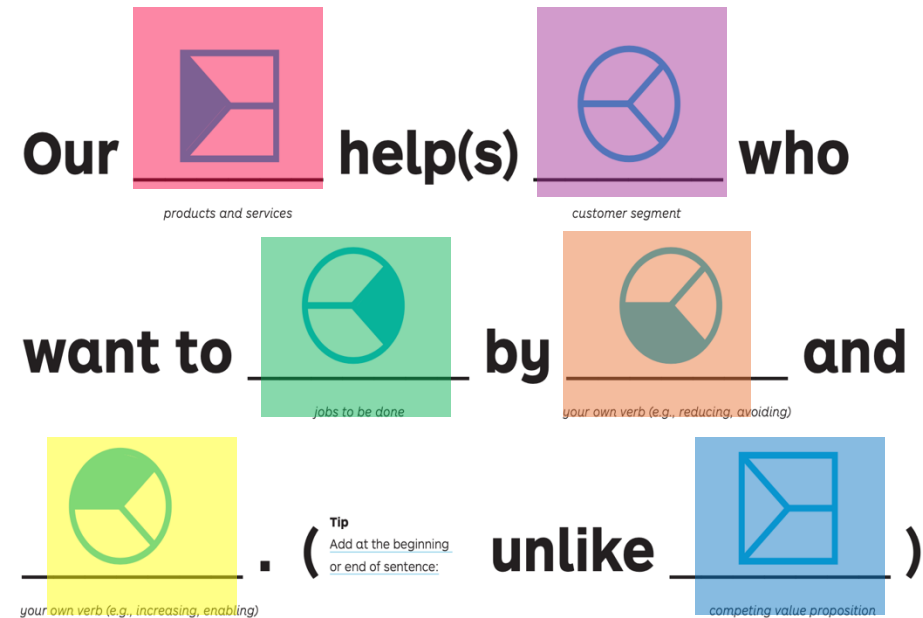 Our help(s) who
products and services customer segment
want to by and
jobs to be done your own verb (e.g., reducing, avoiding)
. ( Tip
Add at the beginning
or end of sentence:
unlike )
your own verb (e.g., increasing, enabling) competing value proposition